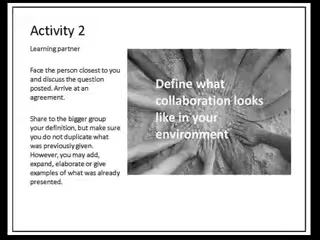 Activity 2
Learning partner
Face the person closest to you
and discuss the question
posted. Arrive at an
agreement.
Share to the bigger group
your definition, but make sure
you do not duplicate what
was previously given.
However, you may add,
expand, elaborate or give
examples of what was already
presented.
Define what
collaboration looks
like in your
environment